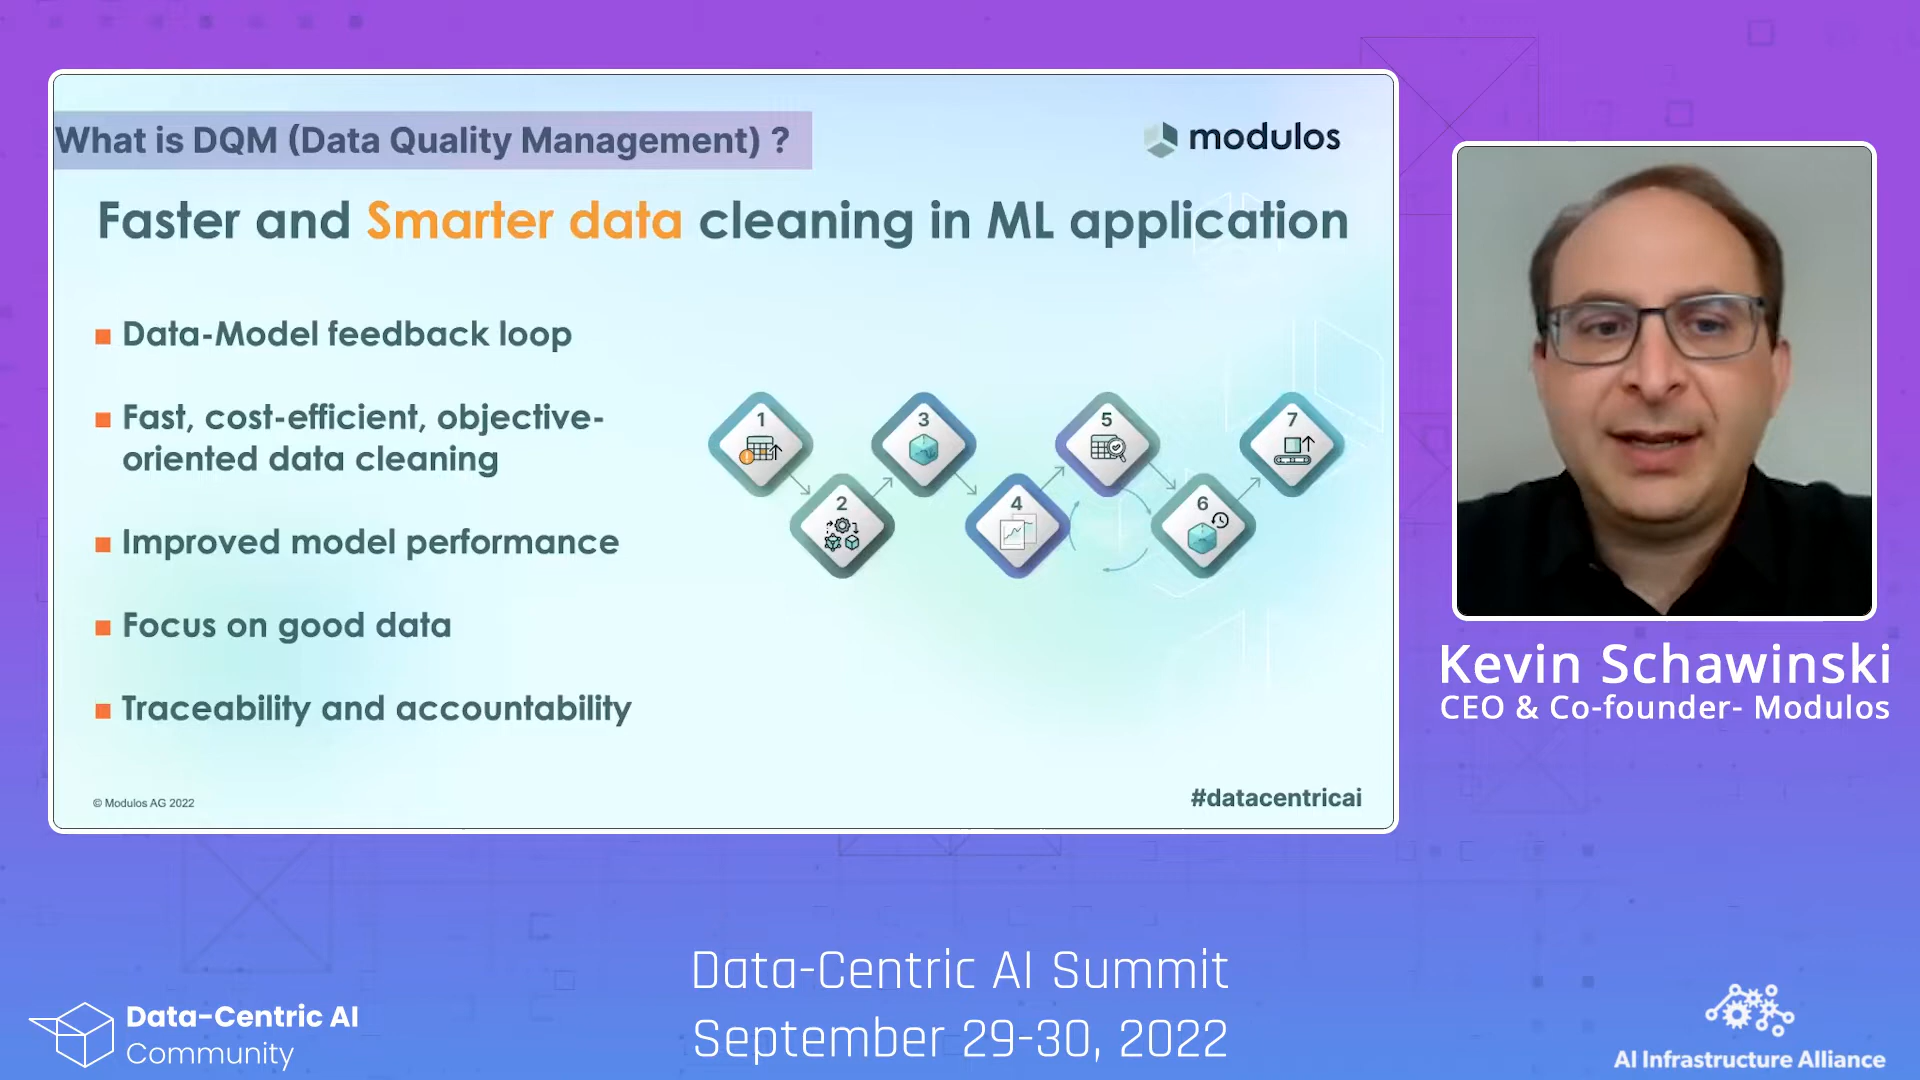 What is DQM (Data Quality Management) ?
modulos
Faster and Smarter data cleaning in ML application
Data-Model feedback loop
Fast, cost-efficient, objective-
oriented data cleaning
Improved model performance
Focus on good data
Traceability and accountability
1
2
3
4
5
6
7
© Modulos AG 2022
#datacentricai
Kevin Schawinski
CEO & Co-founder- Modulos
Data-Centric AI Summit
September 29-30, 2022
Data-Centric AI
Community
AI Infrastructure Alliance